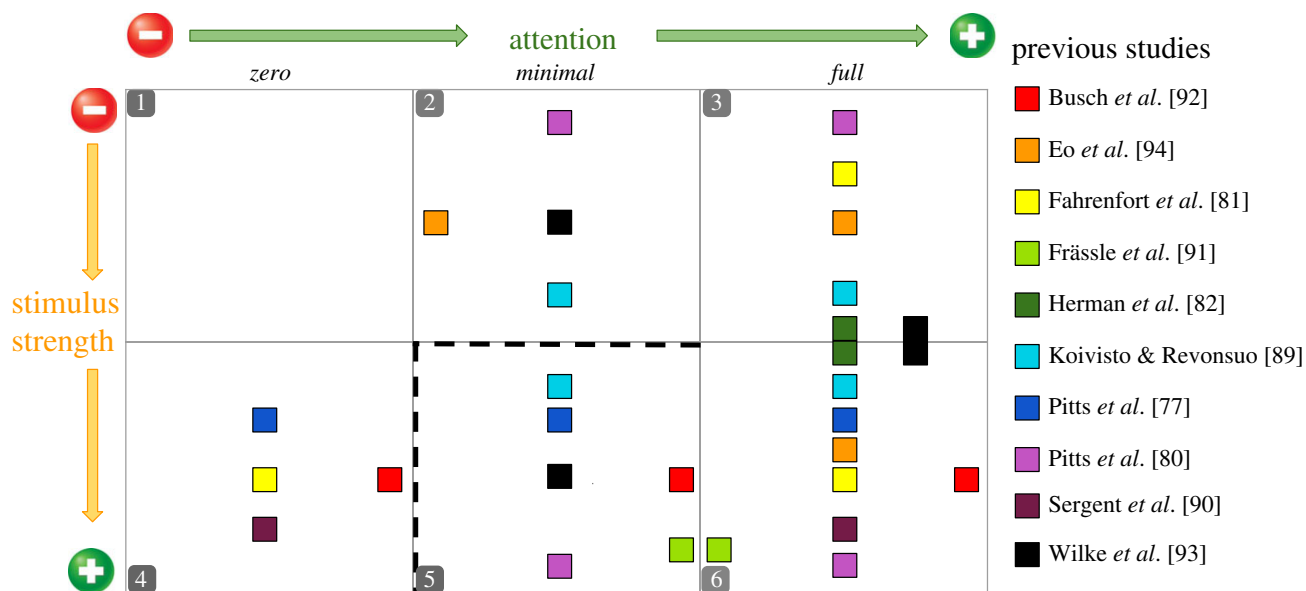 attention
zero
minimal
full
previous studies
1
2
3
Busch et al. [92]
Eo et al. [94]
Fahrenfort et al. [81]
Frässle et al. [91]
stimulus
strength
Herman et al. [82]
Koivisto & Revonsuo [89]
Pitts et al. [77]
Pitts et al. [80]
Sergent et al. [90]
Wilke et al. [93]
4
5
6